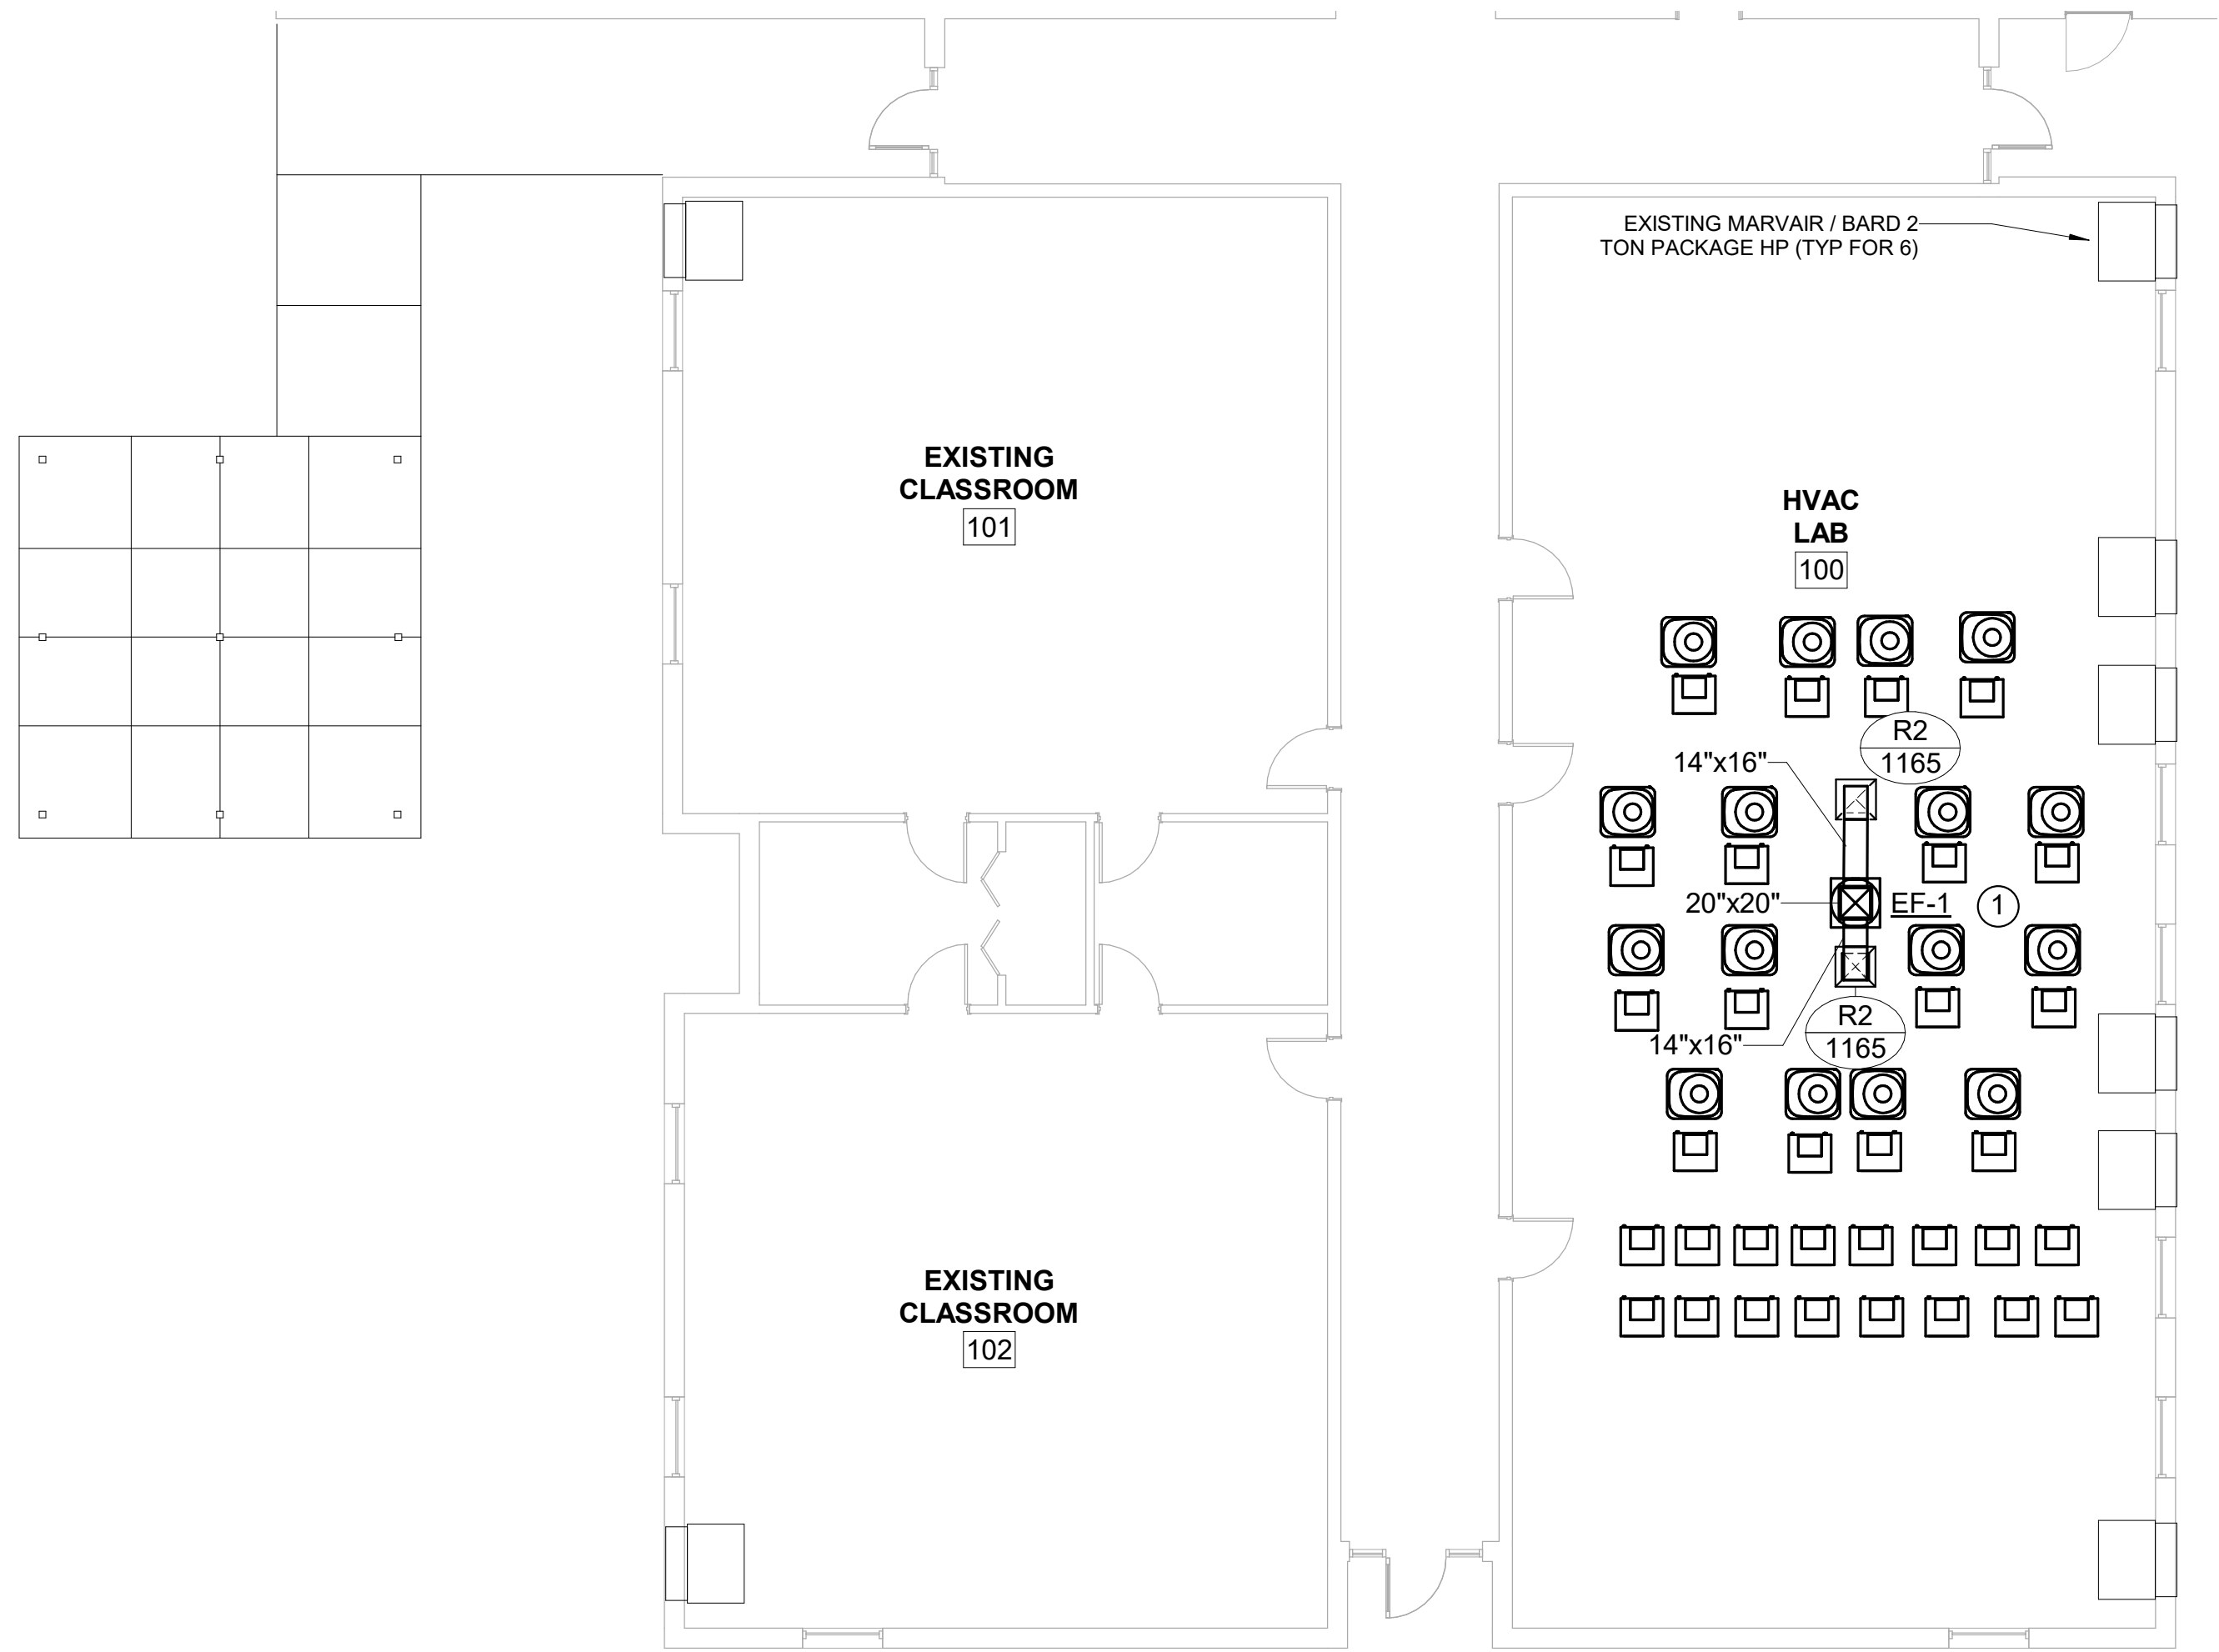 EXISTING MARVAIR / BARD 2
TON PACKAGE HP (TYP FOR 6)
EXISTING
CLASSROOM
101
HVAC
LAB
100
R2
1165
14"x16"
20"x20"
EF-1
1
R2
1165
14"x16"
EXISTING
CLASSROOM
102